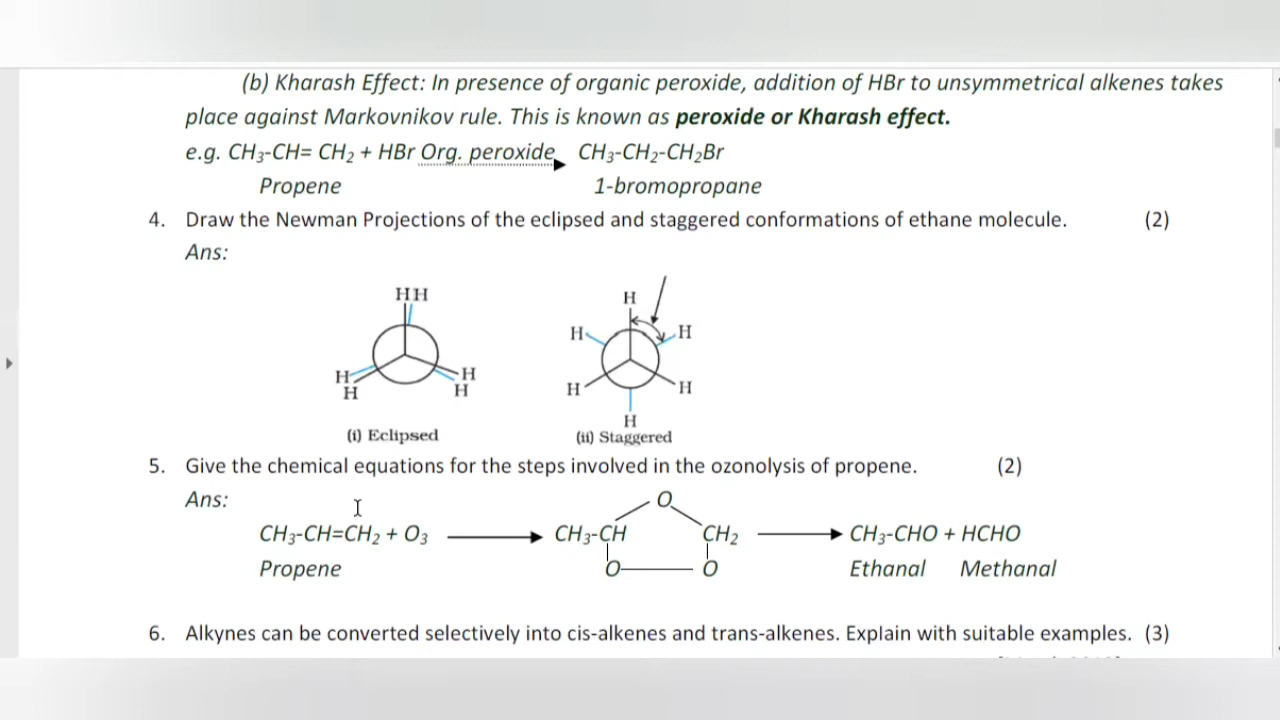 (b) Kharash Effect: In presence of organic peroxide, addition of HBr to unsymmetrical alkenes takes
place against Markovnikov rule. This is known as peroxide or Kharash effect.
e.g. CH3-CH= CH2 + HBr Org. peroxide CH3-CH2-CH2Br
Propene 1-bromopropane
4. Draw the Newman Projections of the eclipsed and staggered conformations of ethane molecule. (2)
Ans:
HH
H
H
H
H
H
H
H
H
H
H
(i) Eclipsed
(ii) Staggered
5. Give the chemical equations for the steps involved in the ozonolysis of propene. (2)
Ans:
O
CH3-CH=CH2 + O3 CH3-CH CH2 CH3-CHO + HCHO
Propene O O Ethanal Methanal
6. Alkynes can be converted selectively into cis-alkenes and trans-alkenes. Explain with suitable examples. (3)